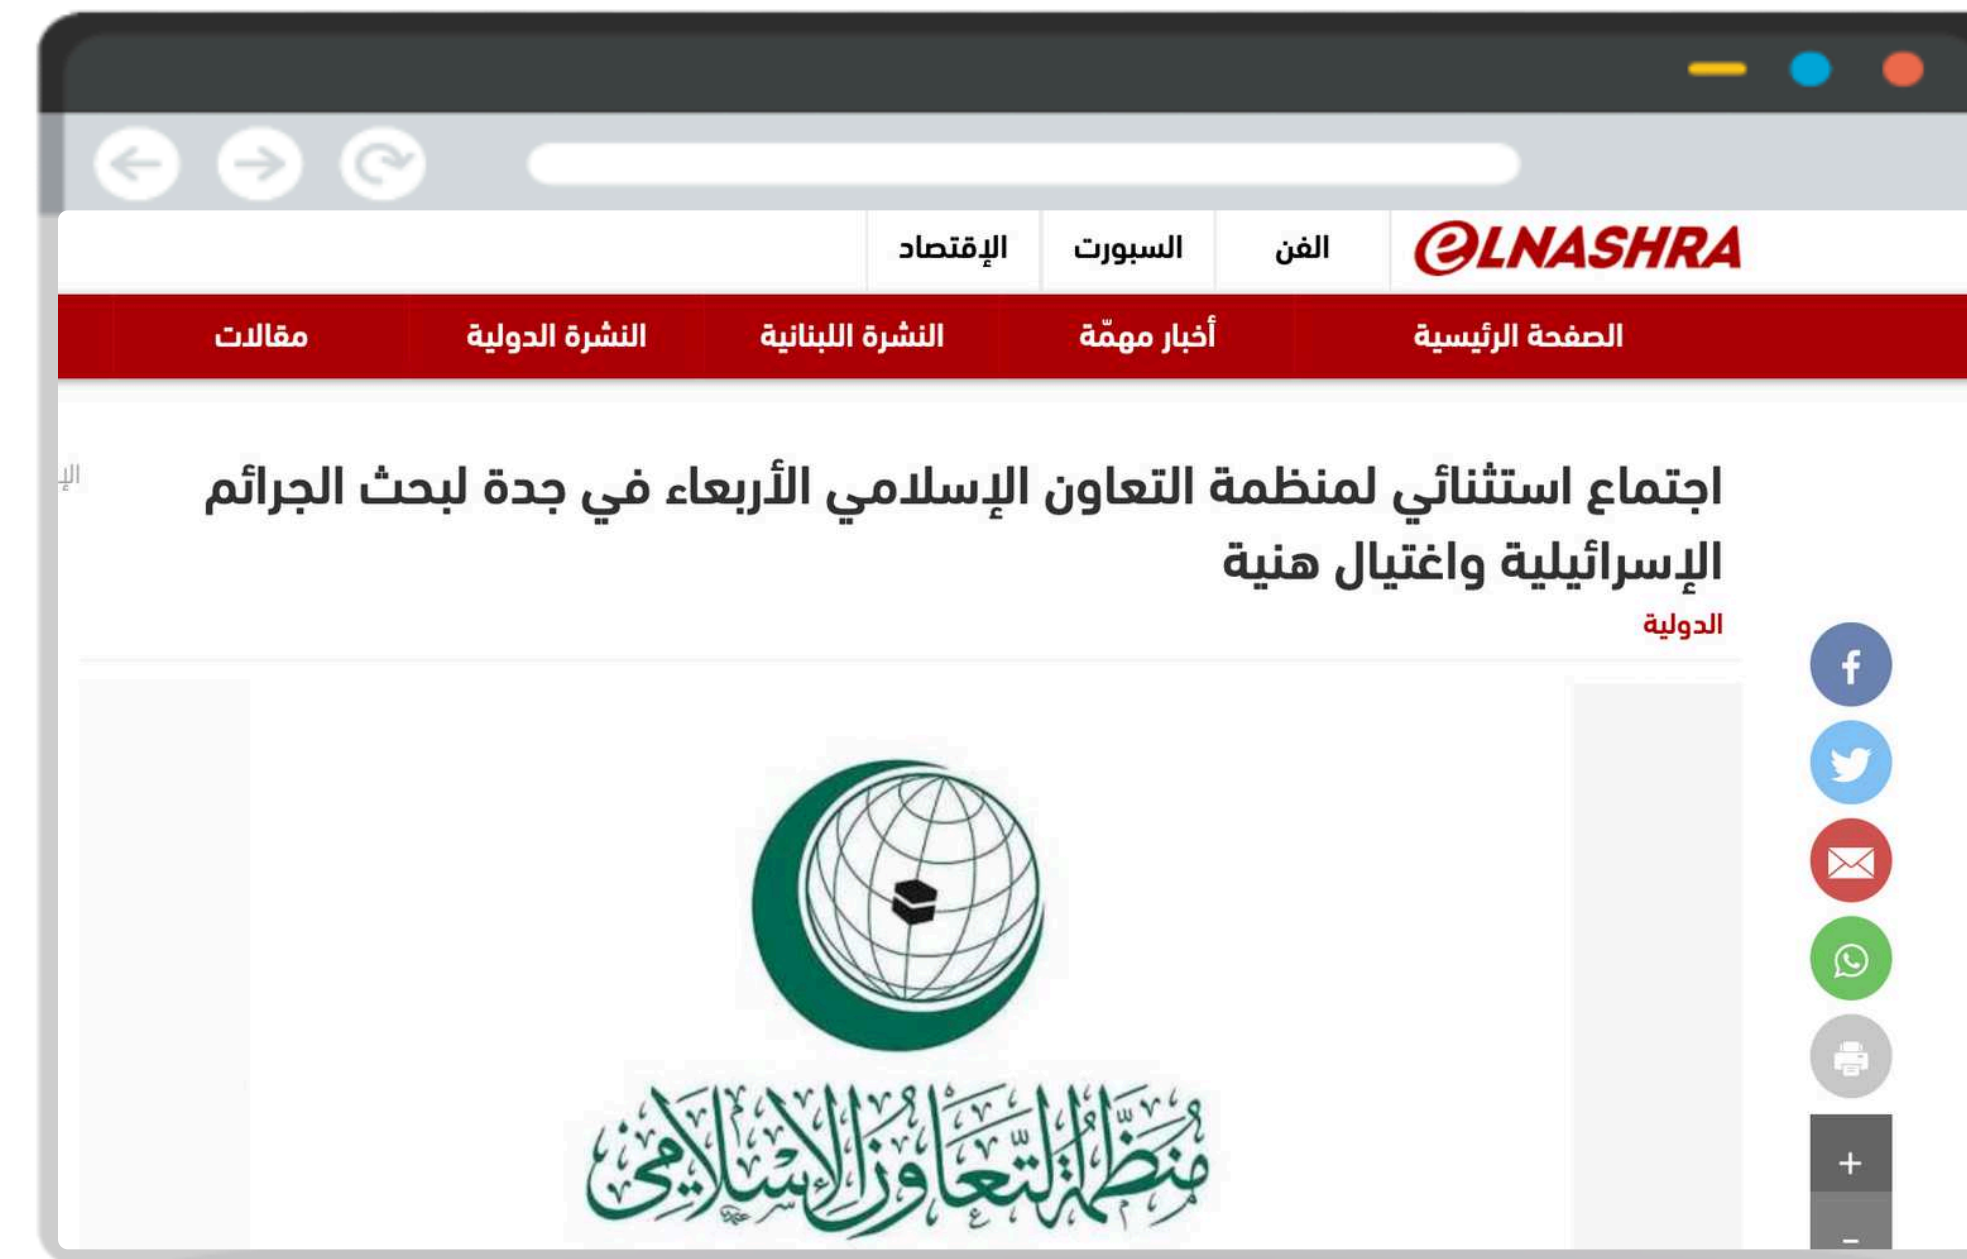 eLNASHRA
الفن
السبورت
الإقتصاد
الصفحة الرئيسية
أخبار مهمّة
النشرة اللبنانية
النشرة الدولية
مقالات
اجتماع استثنائي لمنظمة التعاون الإسلامي الأربعاء في جدة لبحث الجرائم
الإسرائيلية واغتيال هنية
الدولية
منظمة التعاون الإسلامي